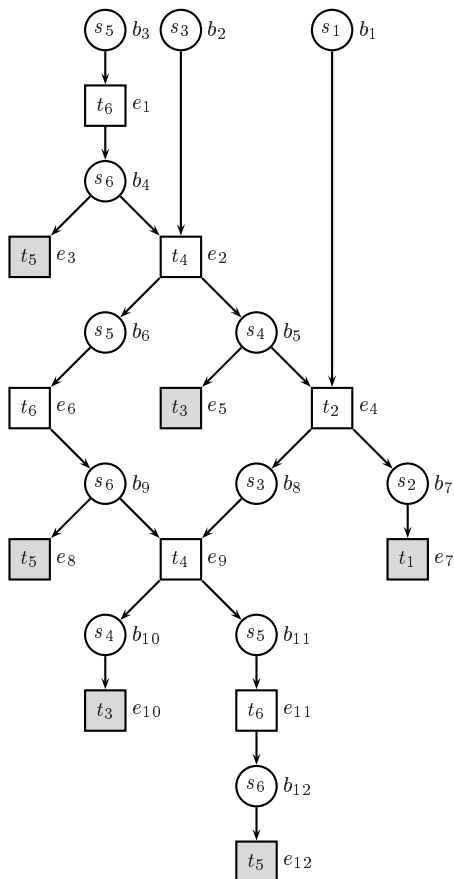 s5 b3 s3 b2 s1 b1
t6 e1
s6 b4
t5 e3 t4 e2
s5 b6 s4 b5
t6 e6 t3 e5 t2 e4
s6 b9 s3 b8 s2 b7
t5 e8 t4 e9 t1 e7
s4 b10 s5 b11
t3 e10 t6 e11
s6 b12
t5 e12